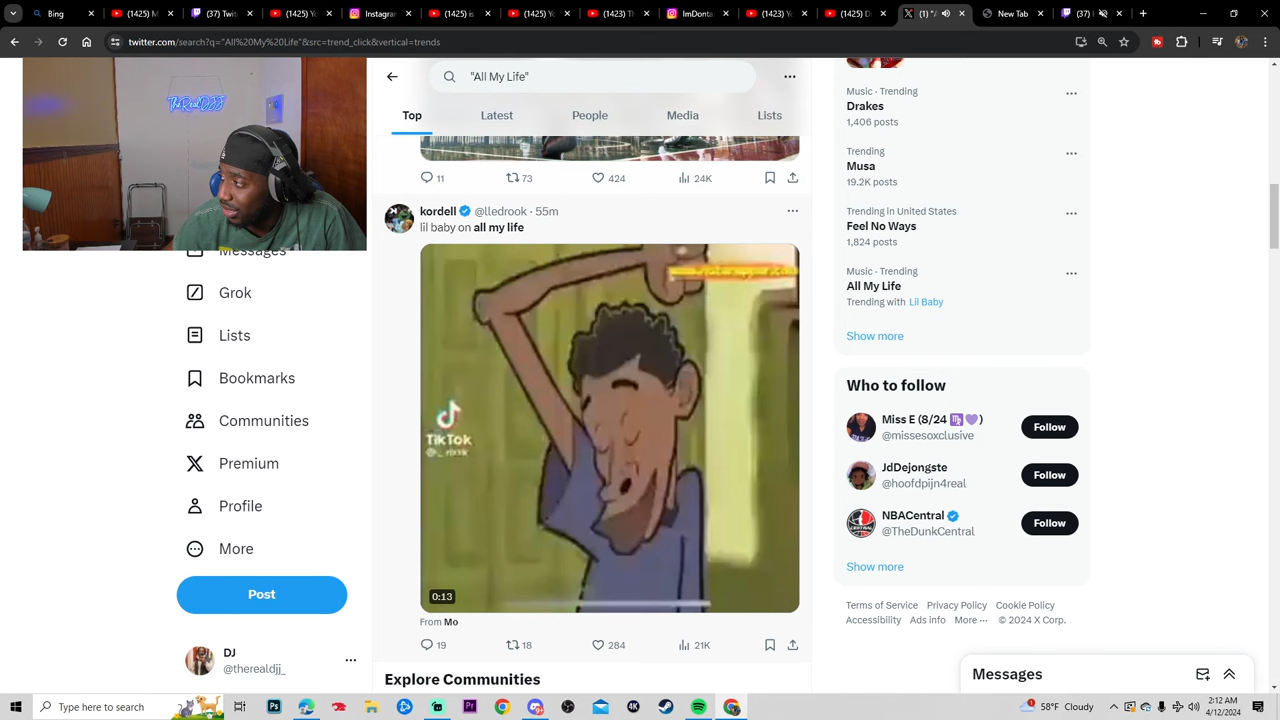 Bing
(1425) M
(37)
(1425) Yo
Instagrar
(1425) is
(1425) Yo
(1423) Th
ImDonta
(1423) Y
(1425) D
New Tab
(37)
twitter.com/search?q="All%20My%20Life"&src=trend_click&vertical=trends
TheRealDJJ
"All My Life"
Top
Latest
People
Media
Lists
11
73
424
24K
kordell @lledrook · 55m
lil baby on all my life
TikTok
0:13
From Mo
19
18
284
21K
Explore Communities
Messages
Grok
Lists
Bookmarks
Communities
Premium
Profile
More
Post
DJ
@therealdjj_
Music · Trending
Drakes
1,406 posts
Trending
Musa
19.2K posts
Trending in United States
Feel No Ways
1,824 posts
Music · Trending
All My Life
Trending with Lil Baby
Show more
Who to follow
Miss E (8/24 ♍💜)
@missesoxclusive
Follow
JdDejongste
@hoofdpijn4real
Follow
NBACentral
@TheDunkCentral
Follow
Show more
Terms of Service Privacy Policy Cookie Policy
Accessibility Ads info More ··· © 2024 X Corp.
Messages
Type here to search
58°F Cloudy
2:12 AM
4/12/2024